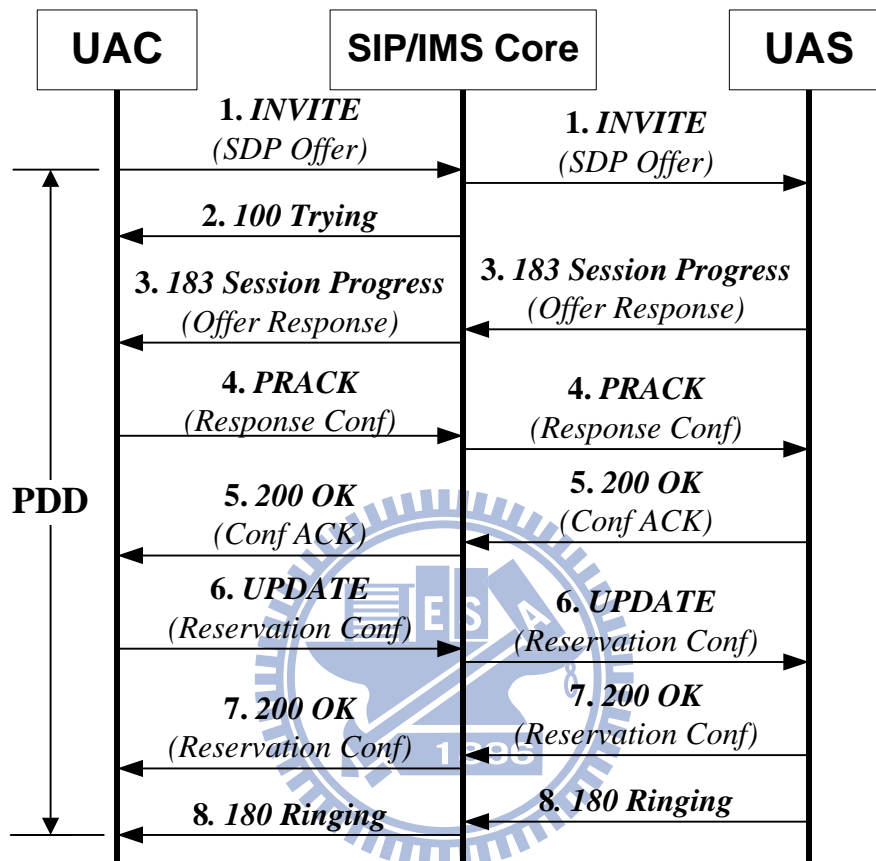 UAC
SIP/IMS Core
UAS
1. INVITE
(SDP Offer)
1. INVITE
(SDP Offer)
2. 100 Trying
3. 183 Session Progress
(Offer Response)
3. 183 Session Progress
(Offer Response)
4. PRACK
(Response Conf)
4. PRACK
(Response Conf)
PDD
5. 200 OK
(Conf ACK)
5. 200 OK
(Conf ACK)
6. UPDATE
(Reservation Conf)
6. UPDATE
(Reservation Conf)
E S A
7. 200 OK
(Reservation Conf)
7. 200 OK
(Reservation Conf)
1896
8. 180 Ringing
8. 180 Ringing